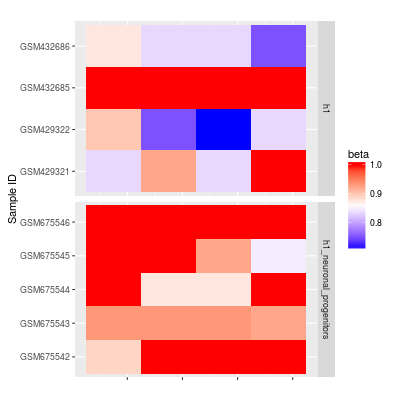 Sample ID
GSM432686
GSM432685
GSM429322
GSM429321
h1
GSM675546
GSM675545
GSM675544
GSM675543
GSM675542
h1_neuronal_progenitors
beta
1.0
0.9
0.8